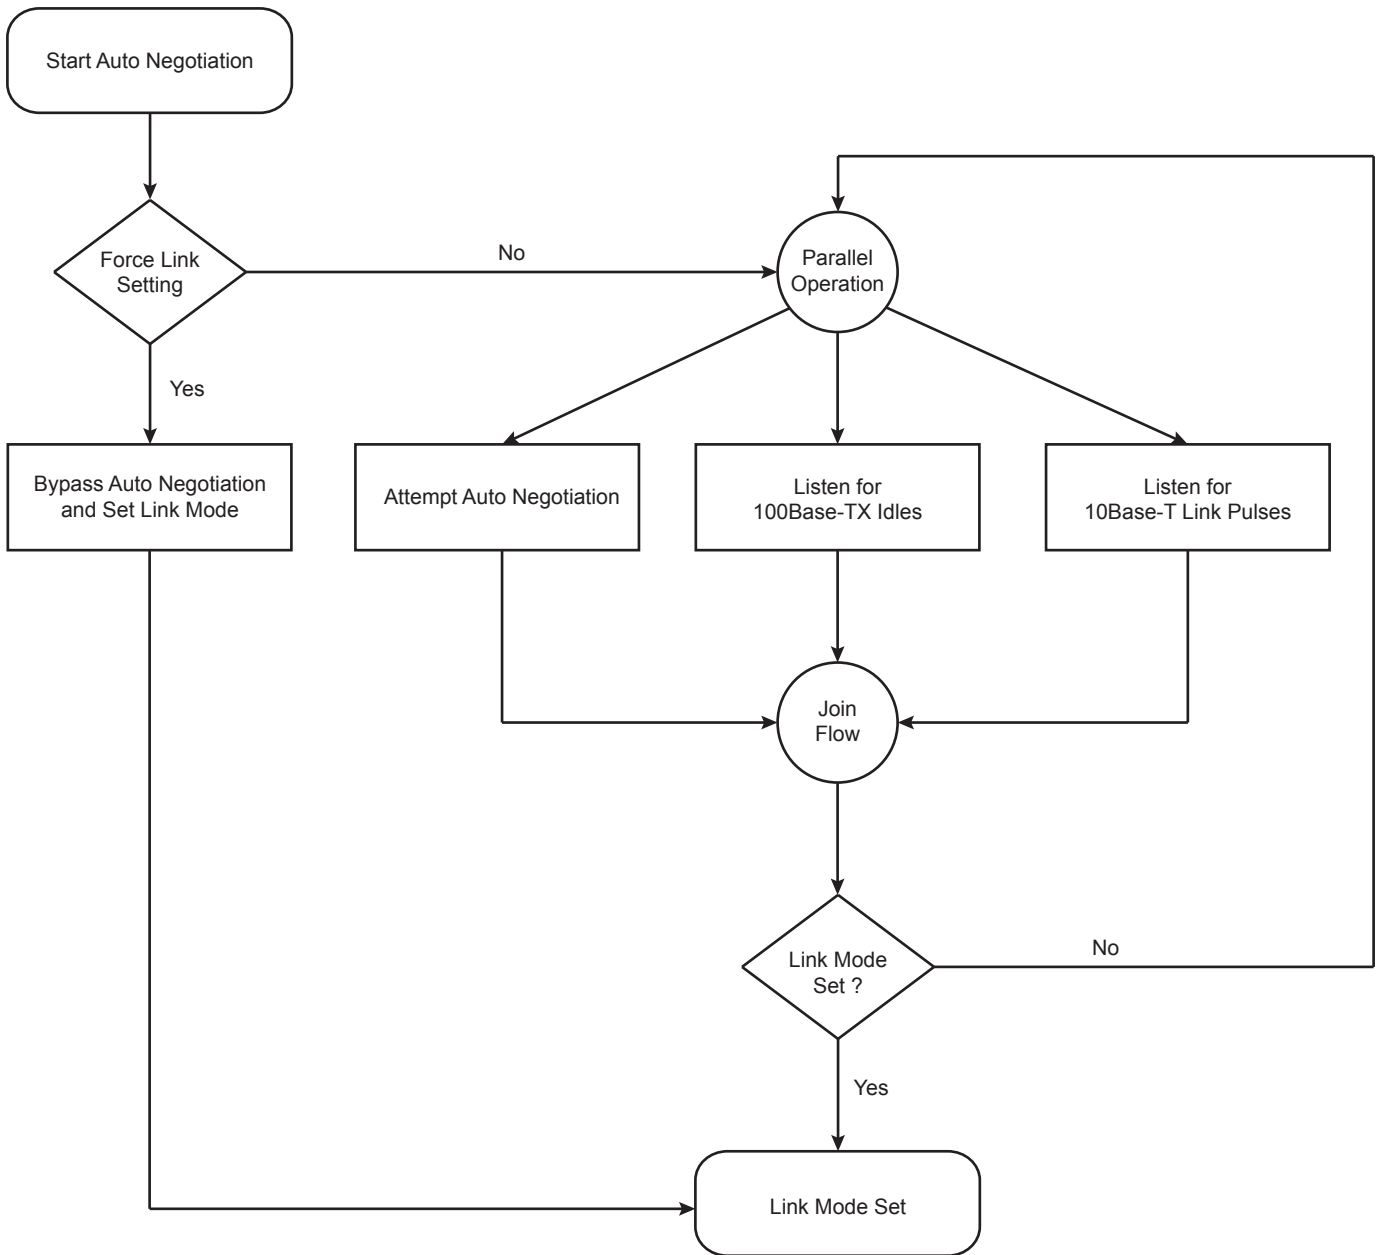 Start Auto Negotiation
Force Link
Setting
No
Parallel
Operation
Yes
Bypass Auto Negotiation
and Set Link Mode
Attempt Auto Negotiation
Listen for
100Base-TX Idles
Listen for
10Base-T Link Pulses
Join
Flow
Link Mode
Set ?
No
Yes
Link Mode Set